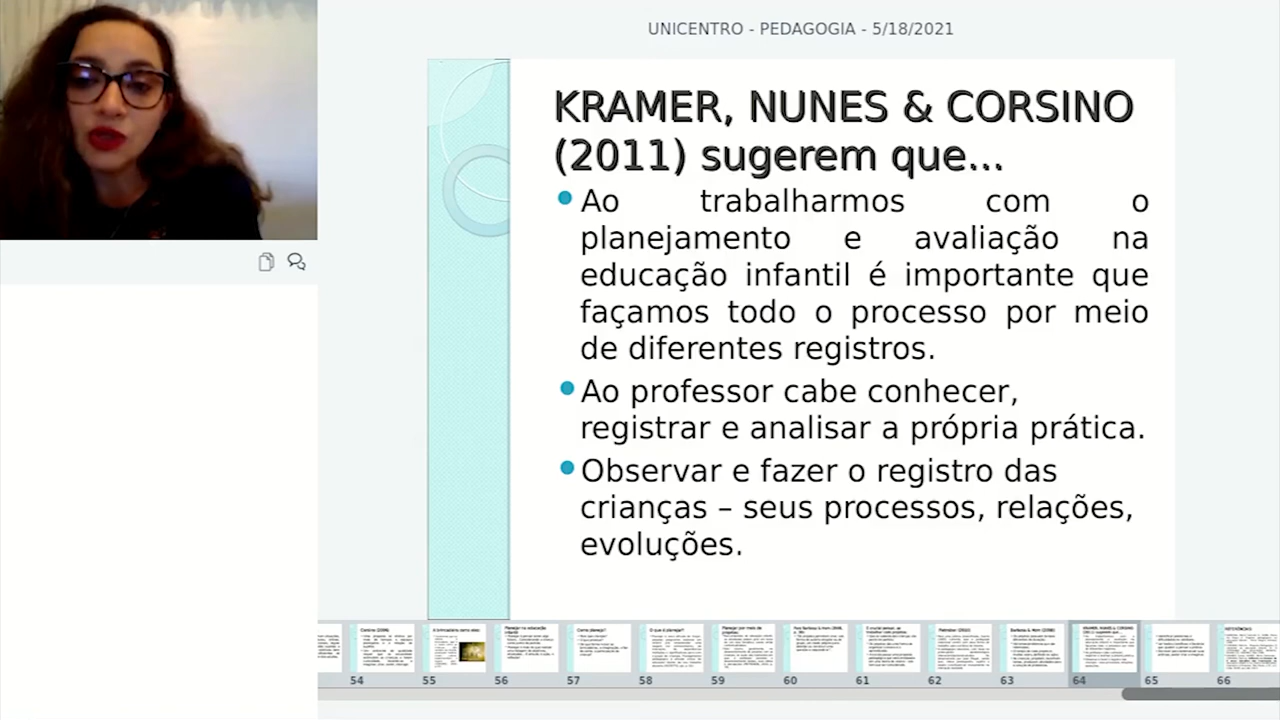 UNICENTRO - PEDAGOGIA - 5/18/2021
KRAMER, NUNES & CORSINO
(2011) sugerem que...
Ao trabalharmos com o
planejamento e avaliação na
educação infantil é importante que
façamos todo o processo por meio
de diferentes registros.
Ao professor cabe conhecer,
registrar e analisar a própria prática.
Observar e fazer o registro das
crianças – seus processos, relações,
evoluções.
54 55 56 57 58 59 60 61 62 63 64 65 66